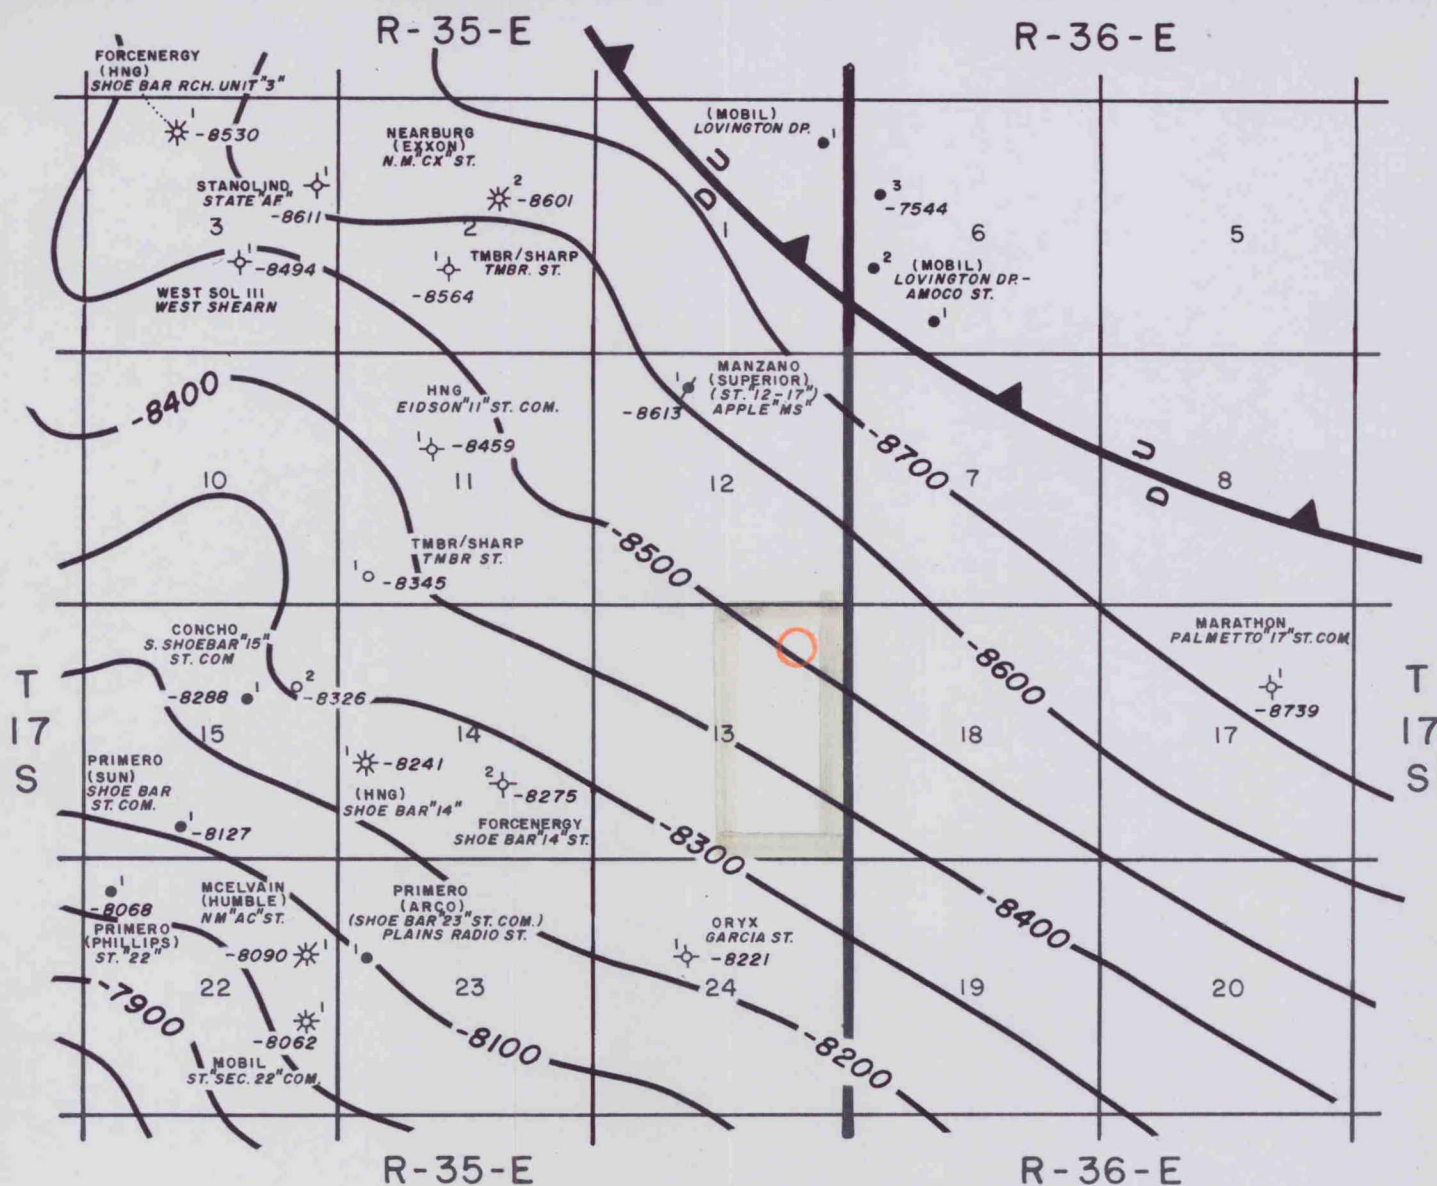 R-35-E
R-36-E
FORCENERGY
(HNG)
SHOE BAR RCH. UNIT "3"
1
-8530
NEARBURG
(EXXON)
N.M."CX" ST.
2
-8601
(MOBIL)
LOVINGTON DP.
1
U
D
3
-7544
STANOLIND
STATE "AF"
1
-8611
3
2
1
6
5
1
-8494
WEST SOL III
WEST SHEARN
TMBR/SHARP
TMBR. ST.
1
-8564
2
(MOBIL)
LOVINGTON DP.-
AMOCO ST.
1
-8400
HNG
EIDSON "11" ST. COM.
1
-8459
1
-8613
MANZANO
(SUPERIOR)
(ST. "12-17")
APPLE "MS"
-8700
U
D
10
11
12
7
8
-8500
TMBR/SHARP
TMBR ST.
1
-8345
CONCHO
S. SHOEBAR "15"
ST. COM
-8288
1
2
-8326
-8600
MARATHON
PALMETTO "17" ST. COM.
1
-8739
T
17
S
T
17
S
15
14
13
18
17
PRIMERO
(SUN)
SHOE BAR
ST. COM.
1
-8127
1
-8241
(HNG)
SHOE BAR "14"
2
-8275
FORCENERGY
SHOE BAR "14" ST.
-8300
1
-8068
PRIMERO
(PHILLIPS)
ST. "22"
MCELVAIN
(HUMBLE)
NM "AC" ST.
-8090
1
PRIMERO
(ARCO)
(SHOE BAR "23" ST. COM.)
PLAINS RADIO ST.
1
ORYX
GARCIA ST.
1
-8221
-8400
22
23
24
19
20
-7900
1
-8062
MOBIL
ST. "SEC. 22" COM.
-8100
-8200
R-35-E
R-36-E